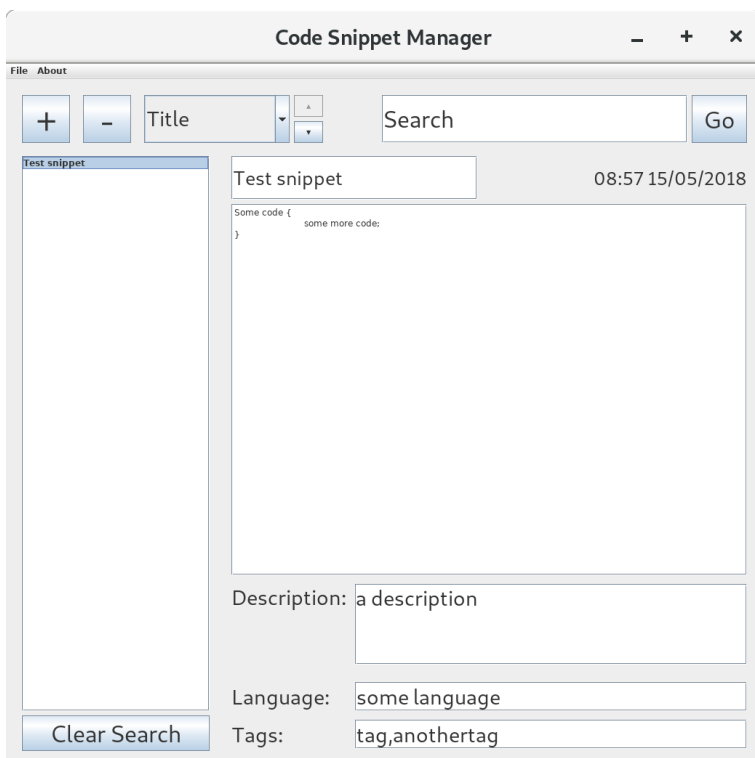 Code Snippet Manager
File About
+ - Title Search Go
Test snippet
Test snippet 08:57 15/05/2018
Some code {
some more code;
}
Description: a description
Language: some language
Clear Search
Tags: tag,anothertag